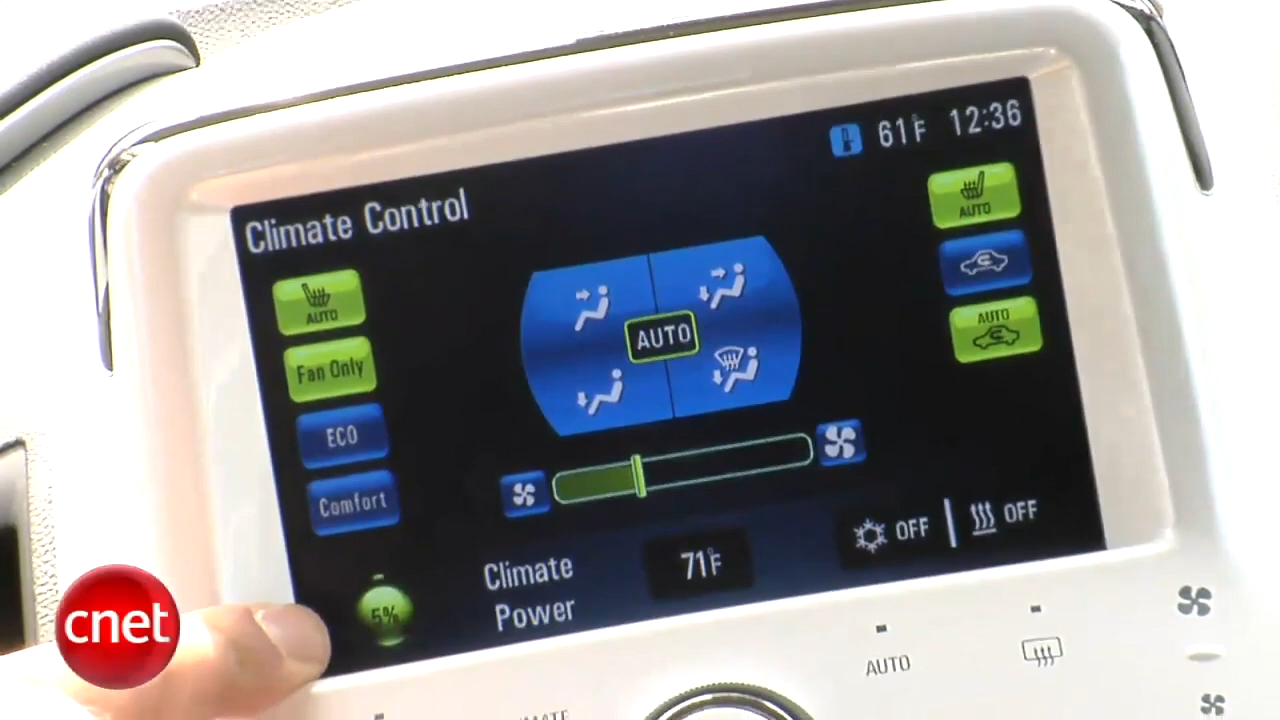 61°F 12:36
Climate Control
AUTO
AUTO
Fan Only
AUTO
AUTO
ECO
Comfort
OFF OFF
Climate
Power
71°F
5%
cnet
AUTO